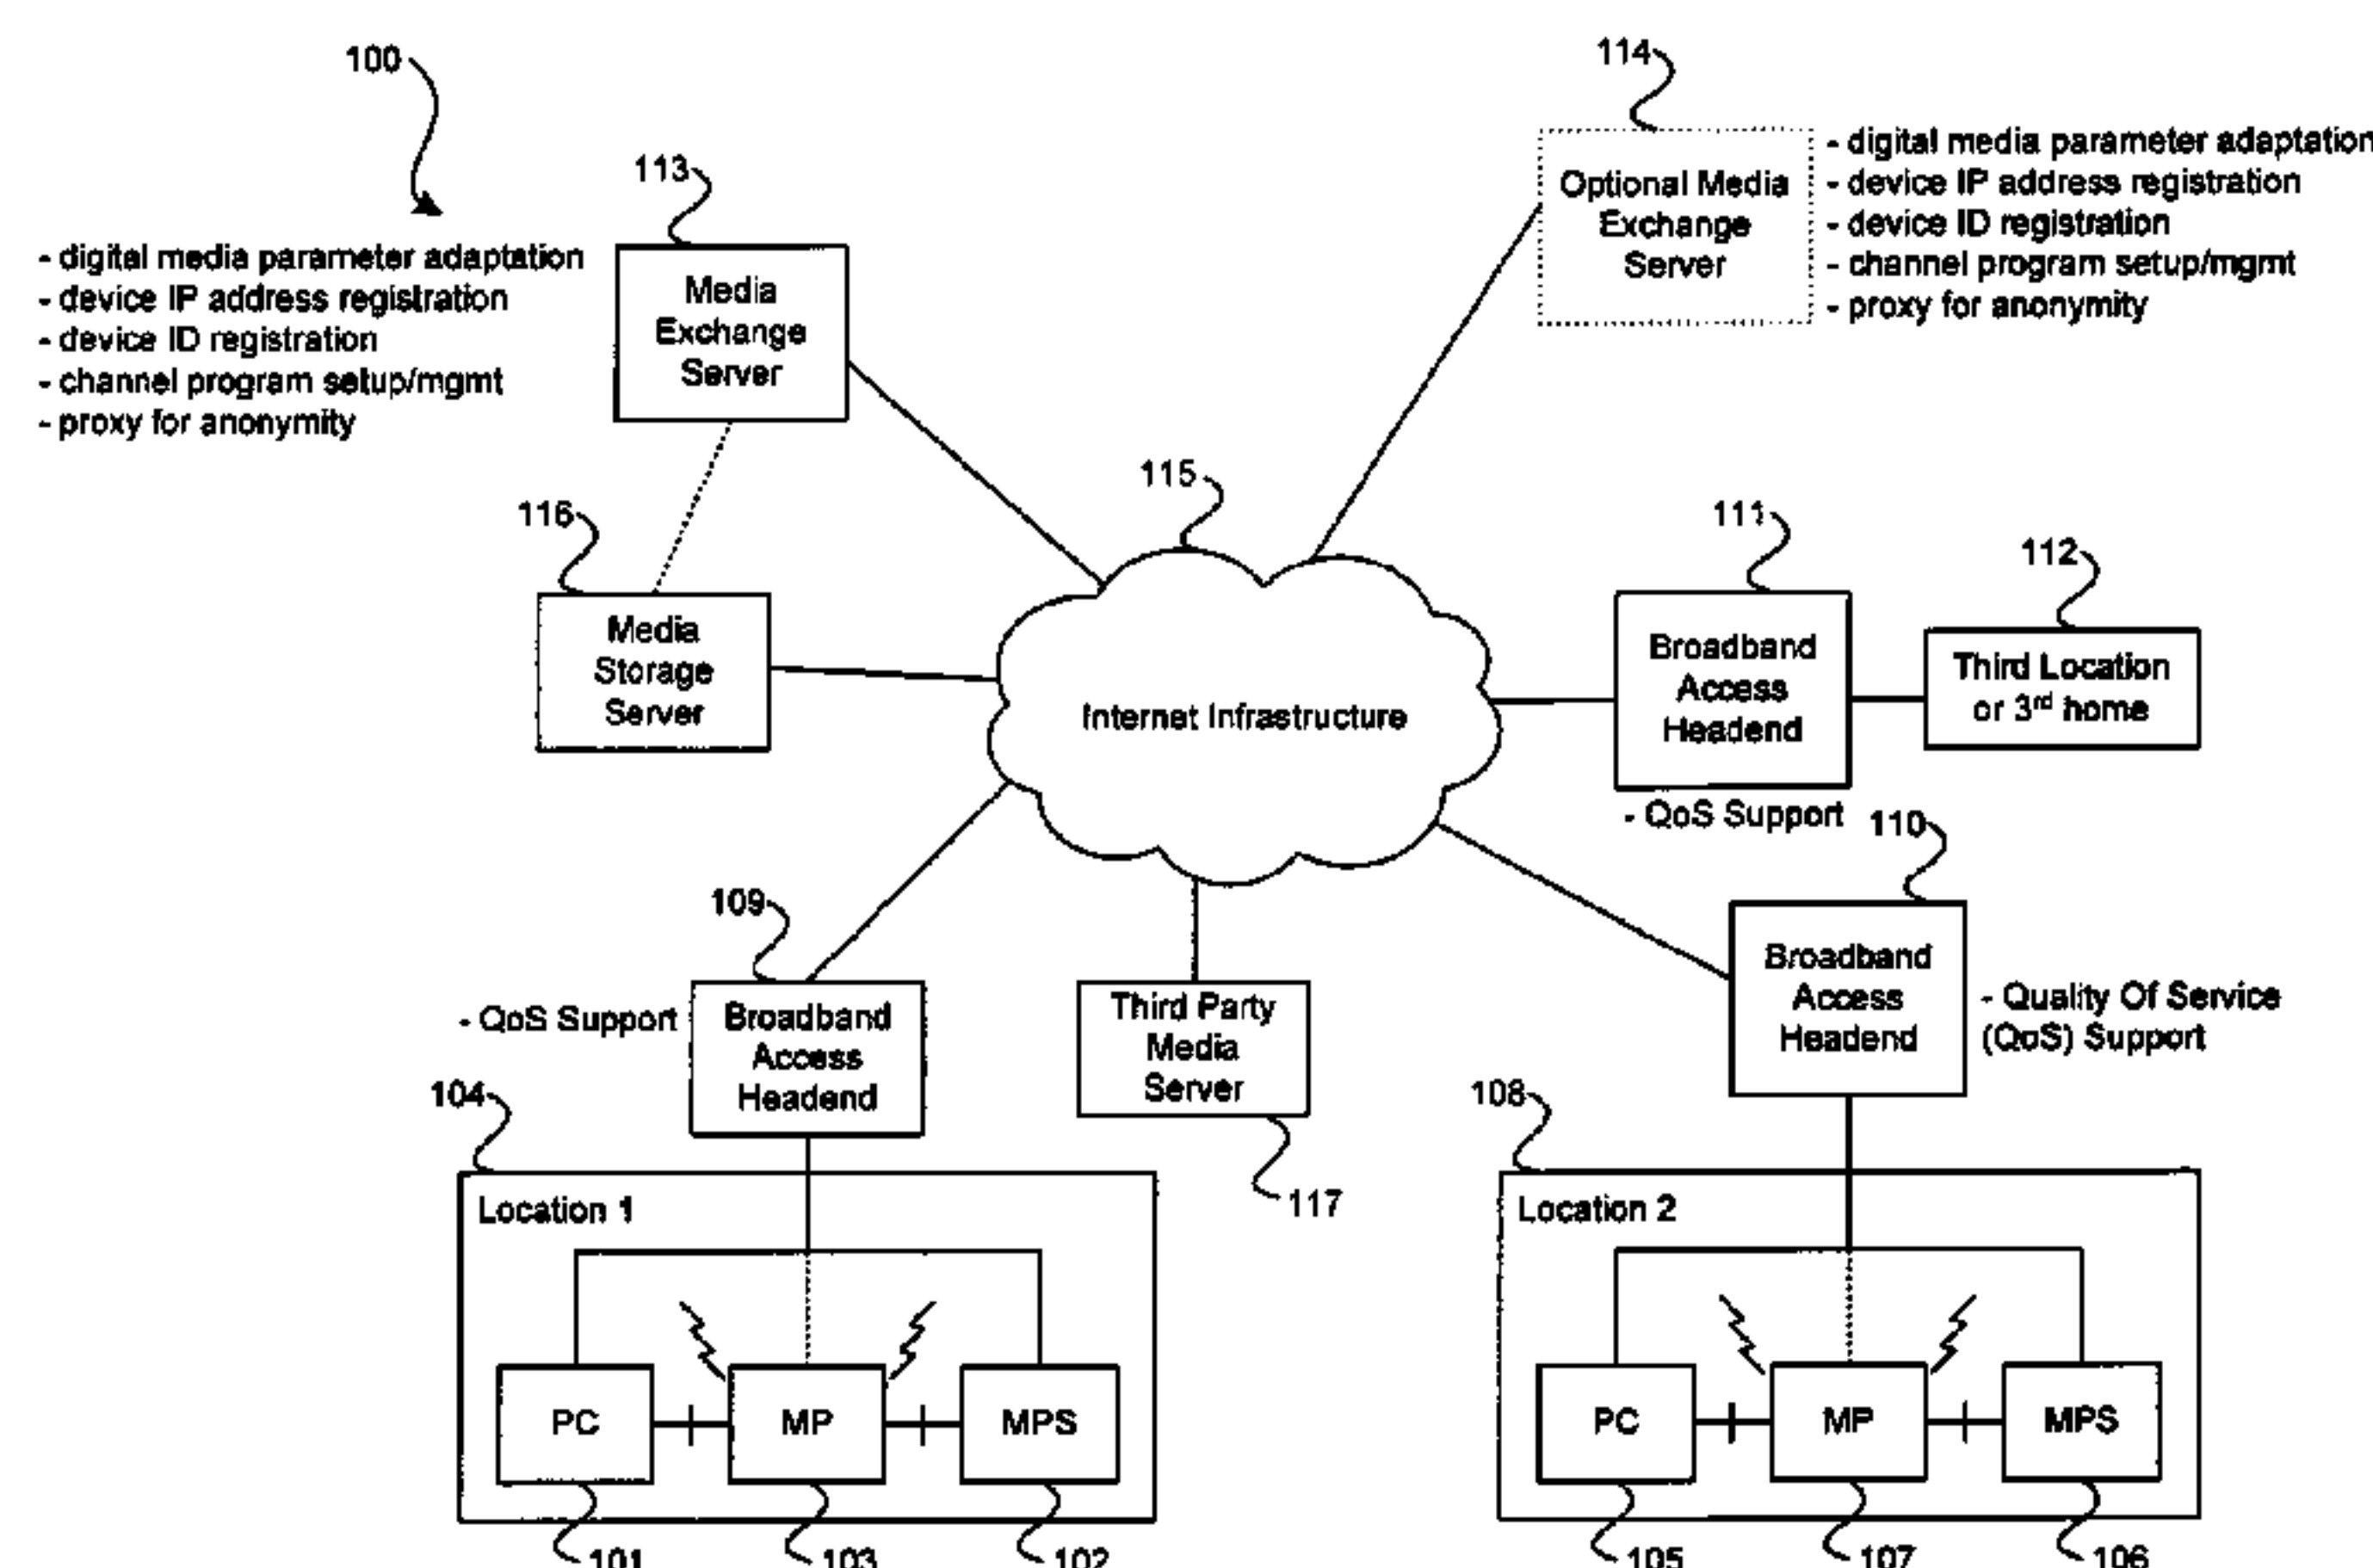 100
114
113
- digital media parameter adaptation
- device IP address registration
- device ID registration
- channel program setup/mgmt
- proxy for anonymity
Optional Media
Exchange
Server
- digital media parameter adaptation
- device IP address registration
- device ID registration
- channel program setup/mgmt
- proxy for anonymity
Media
Exchange
Server
115
116
111
112
Media
Storage
Server
Internet Infrastructure
Broadband
Access
Headend
Third Location
or 3rd home
- QoS Support
110
109
- QoS Support
Broadband
Access
Headend
Third Party
Media
Server
Broadband
Access
Headend
- Quality Of Service
(QoS) Support
104
108
117
Location 1
Location 2
PC
MP
MPS
PC
MP
MPS
101
103
102
105
107
106